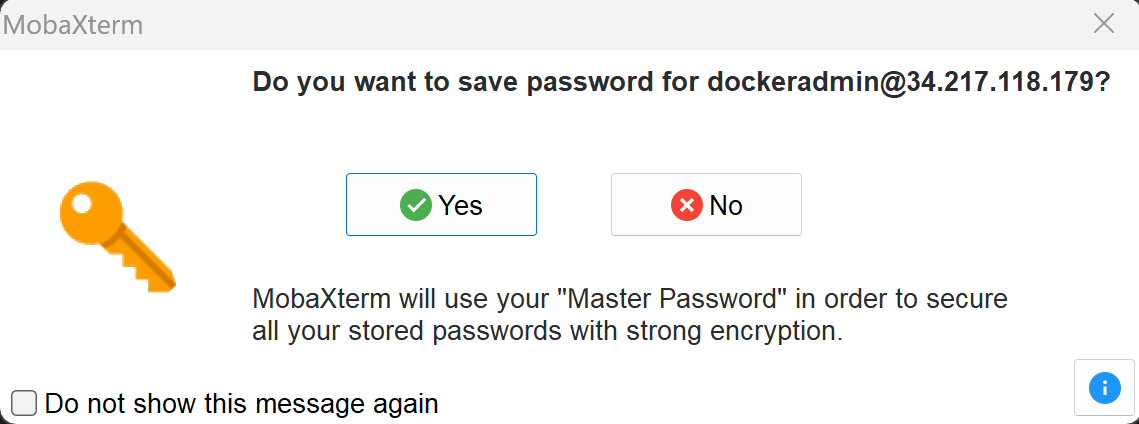 MobaXterm
Do you want to save password for dockeradmin@34.217.118.179?
Yes
No
MobaXterm will use your "Master Password" in order to secure
all your stored passwords with strong encryption.
Do not show this message again